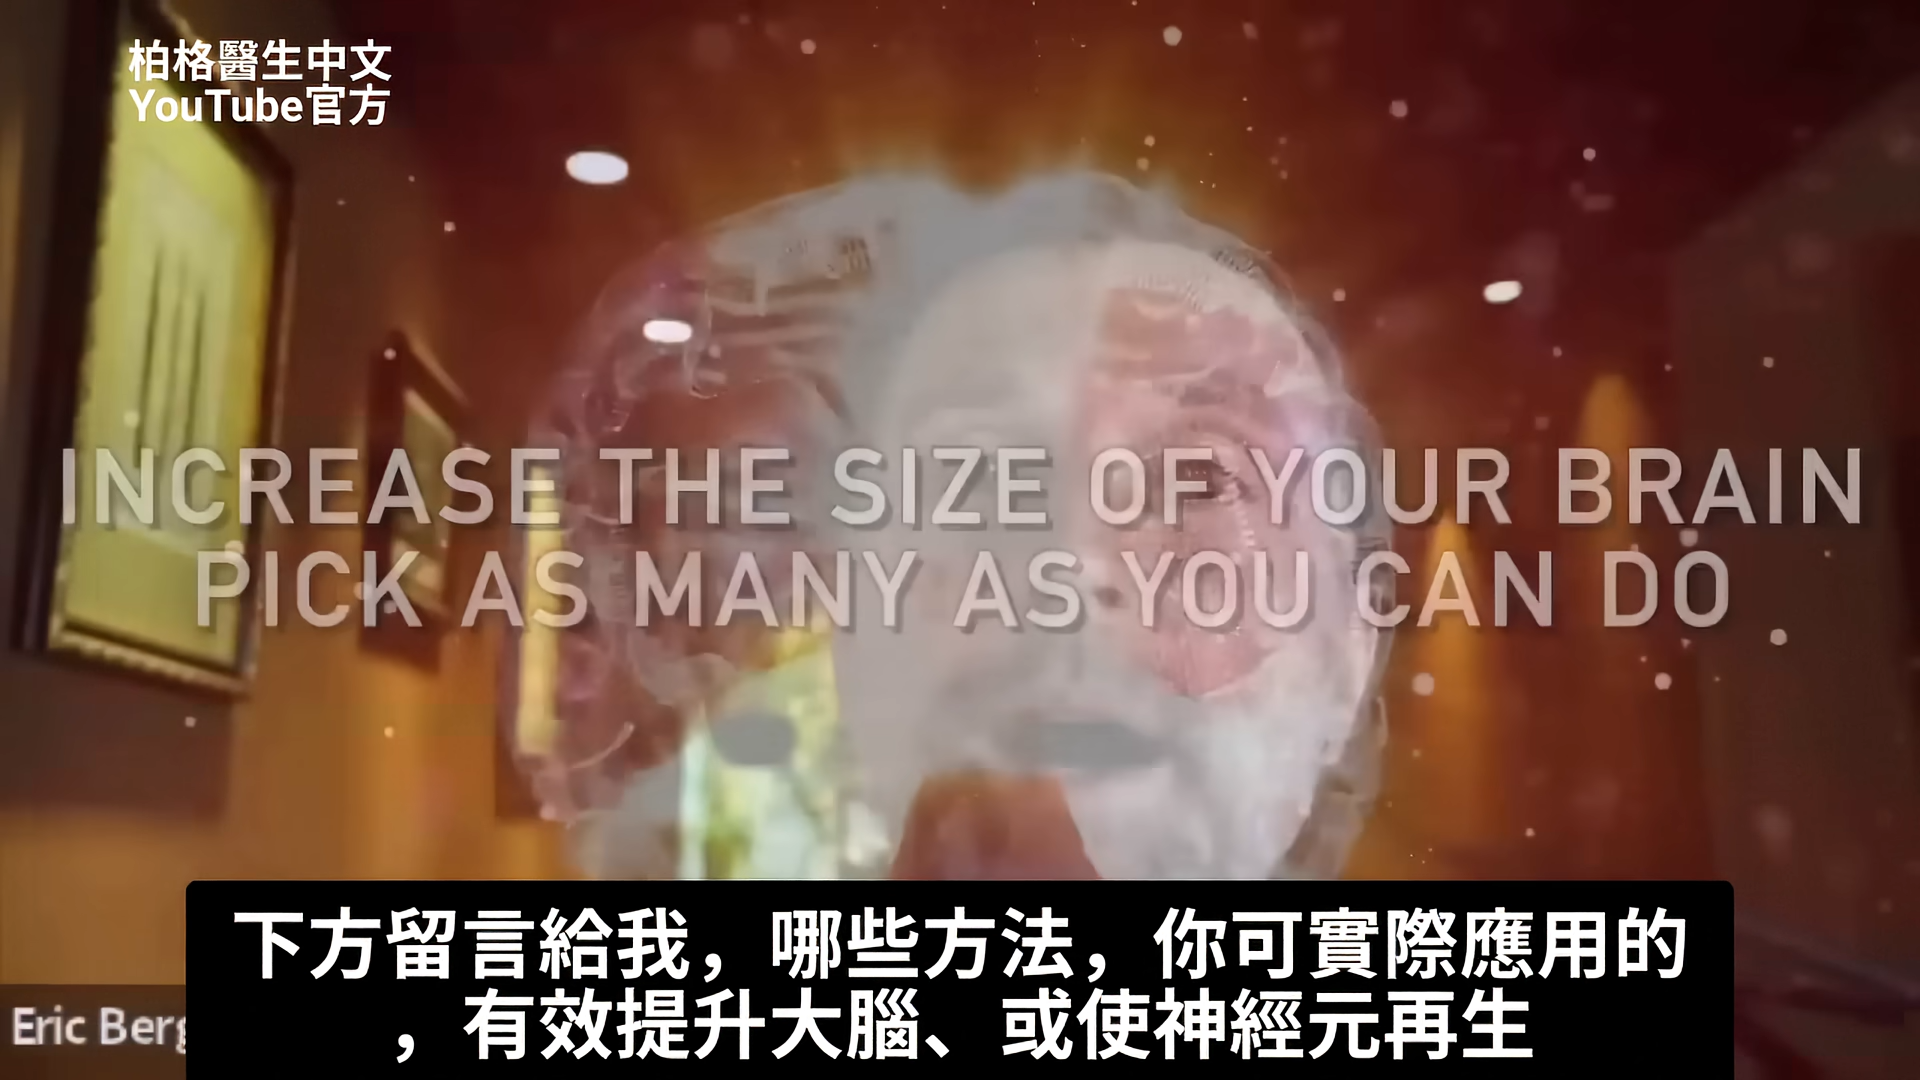 柏格醫生中文
YouTube官方
INCREASE THE SIZE OF YOUR BRAIN
PICK AS MANY AS YOU CAN DO
下方留言給我，哪些方法，你可實際應用的
，有效提升大腦、或使神經元再生
Eric Berg